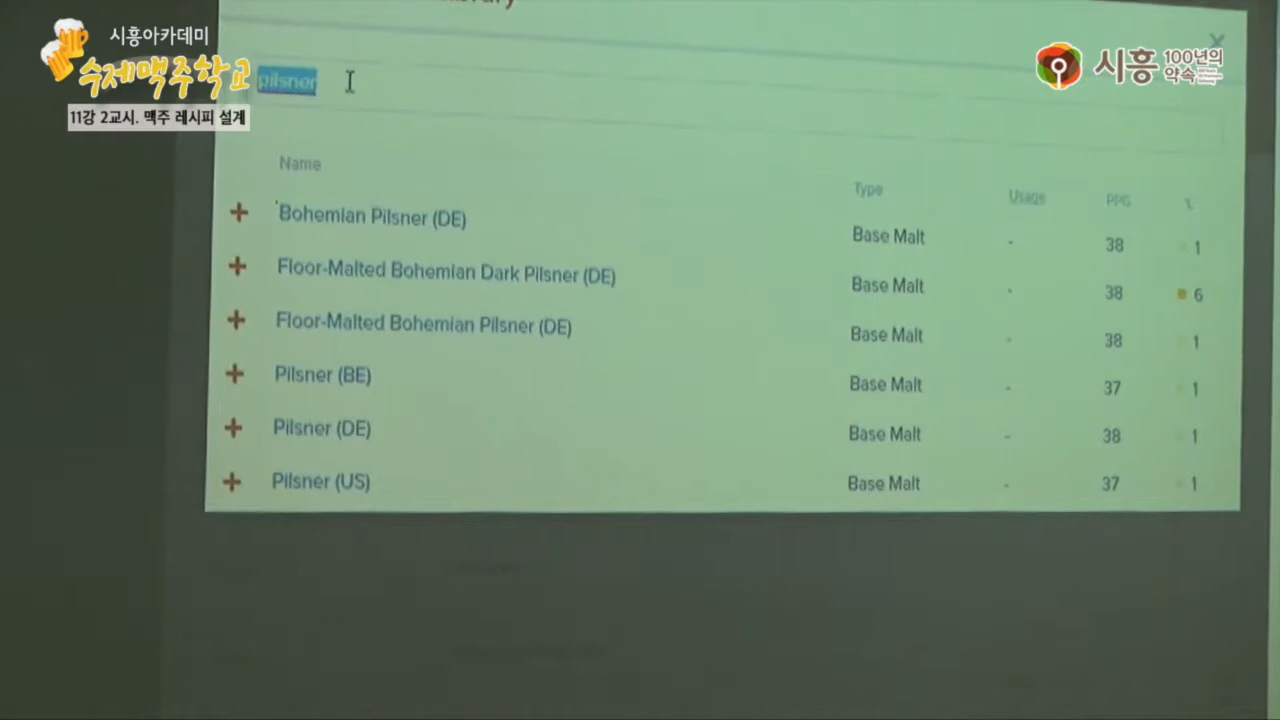 시흥아카데미
수제맥주학교
11강 2교시. 맥주 레시피 설계
시흥 100년의 약속
pilsner
Name Type Usage PPG °L
+ Bohemian Pilsner (DE) Base Malt - 38 1
+ Floor-Malted Bohemian Dark Pilsner (DE) Base Malt - 38 6
+ Floor-Malted Bohemian Pilsner (DE) Base Malt - 38 1
+ Pilsner (BE) Base Malt - 37 1
+ Pilsner (DE) Base Malt - 38 1
+ Pilsner (US) Base Malt - 37 1